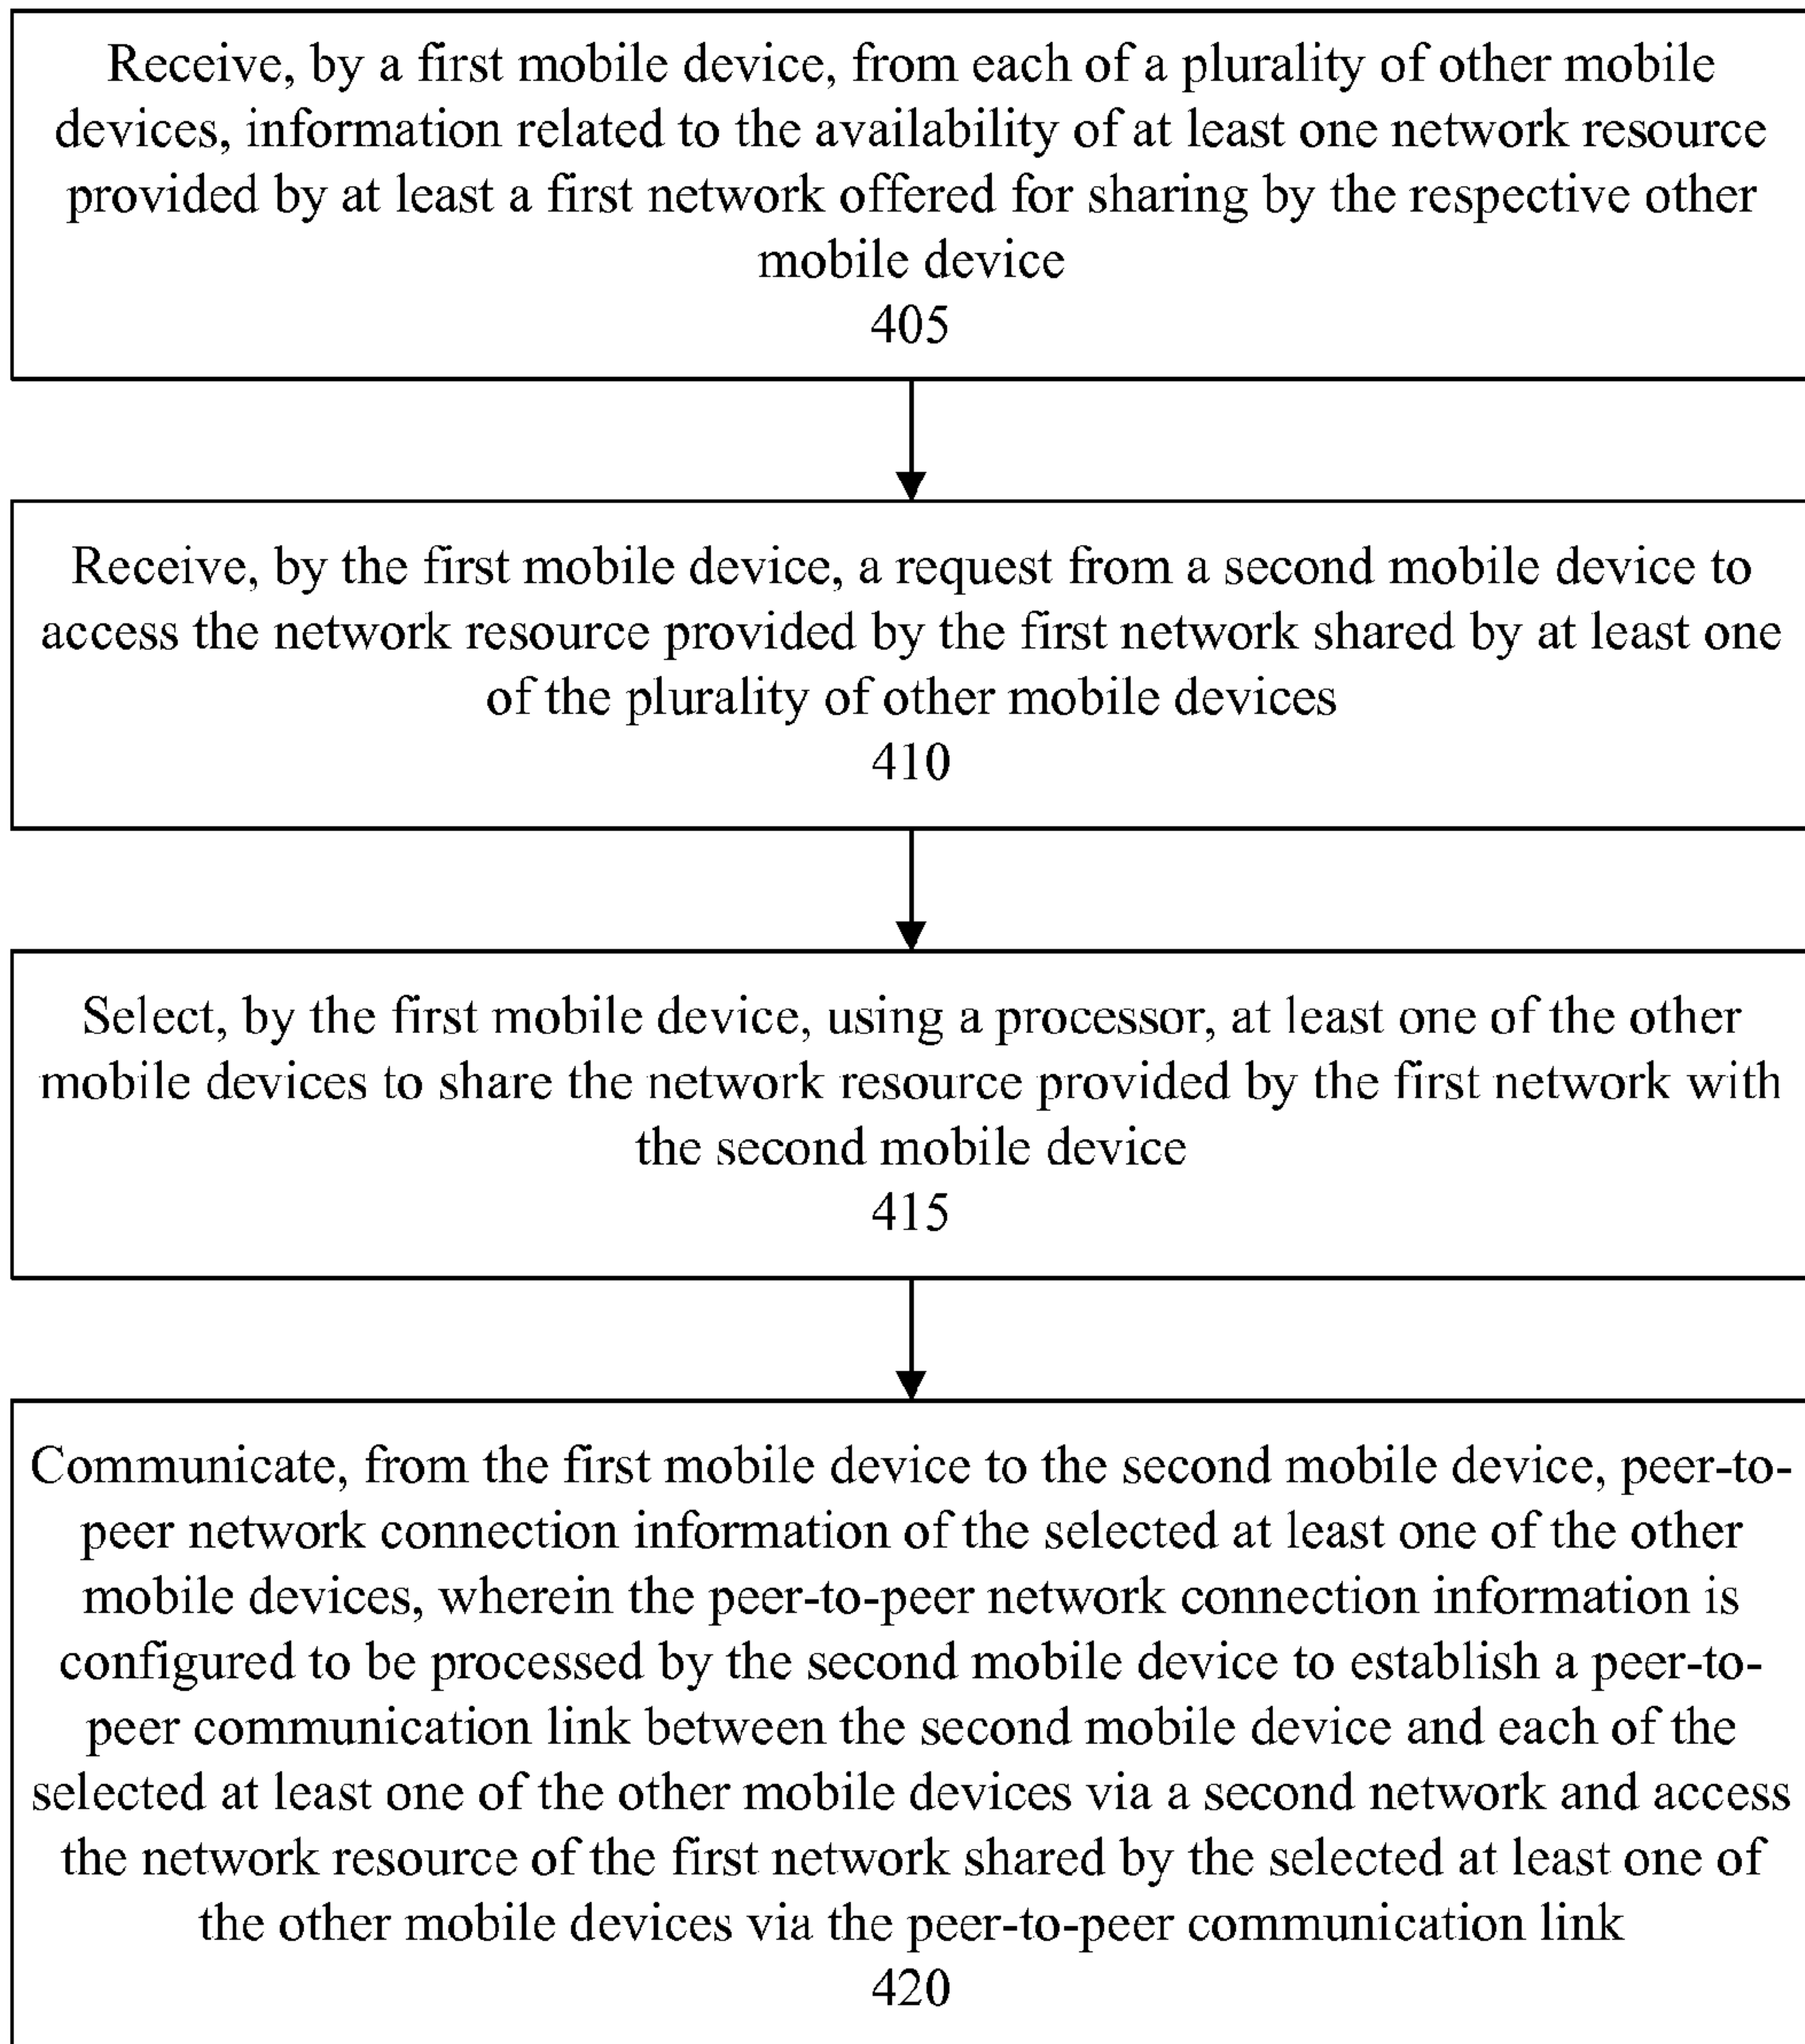 Receive, by a first mobile device, from each of a plurality of other mobile
devices, information related to the availability of at least one network resource
provided by at least a first network offered for sharing by the respective other
mobile device
405
Receive, by the first mobile device, a request from a second mobile device to
access the network resource provided by the first network shared by at least one
of the plurality of other mobile devices
410
Select, by the first mobile device, using a processor, at least one of the other
mobile devices to share the network resource provided by the first network with
the second mobile device
415
Communicate, from the first mobile device to the second mobile device, peer-to-
peer network connection information of the selected at least one of the other
mobile devices, wherein the peer-to-peer network connection information is
configured to be processed by the second mobile device to establish a peer-to-
peer communication link between the second mobile device and each of the
selected at least one of the other mobile devices via a second network and access
the network resource of the first network shared by the selected at least one of
the other mobile devices via the peer-to-peer communication link
420